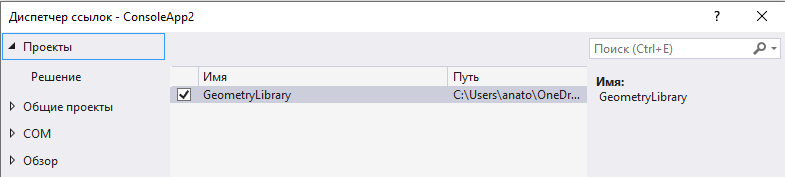 Диспетчер ссылок - ConsoleApp2
?
Проекты
Решение
Общие проекты
COM
Обзор
Имя Путь
GeometryLibrary C:\Users\anato\OneDr...
Поиск (Ctrl+E)
Имя:
GeometryLibrary